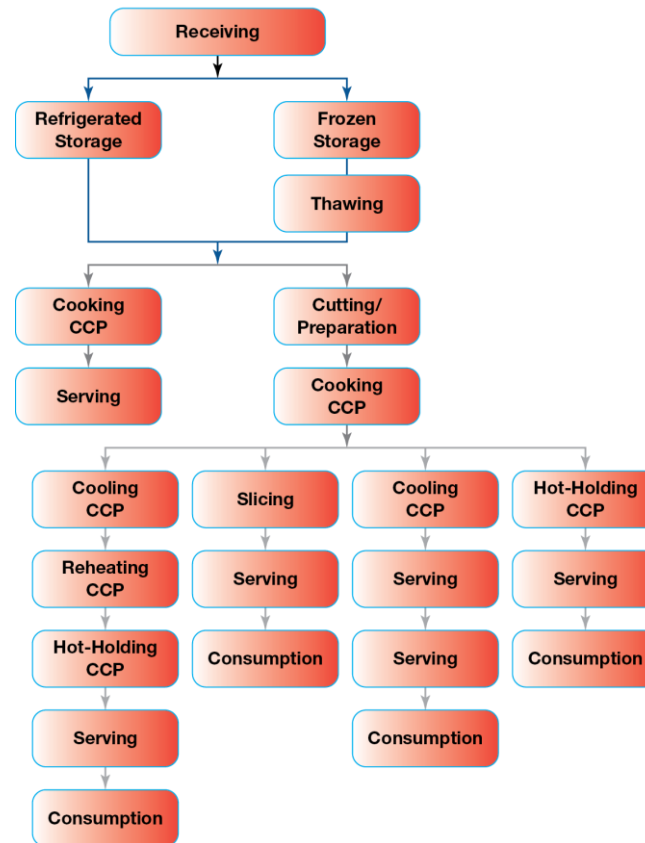 Receiving
Refrigerated
Storage
Frozen
Storage
Thawing
Cooking
CCP
Cutting/
Preparation
Serving
Cooking
CCP
Cooling
CCP
Slicing
Cooling
CCP
Hot-Holding
CCP
Reheating
CCP
Serving
Serving
Serving
Hot-Holding
CCP
Consumption
Serving
Consumption
Serving
Consumption
Consumption